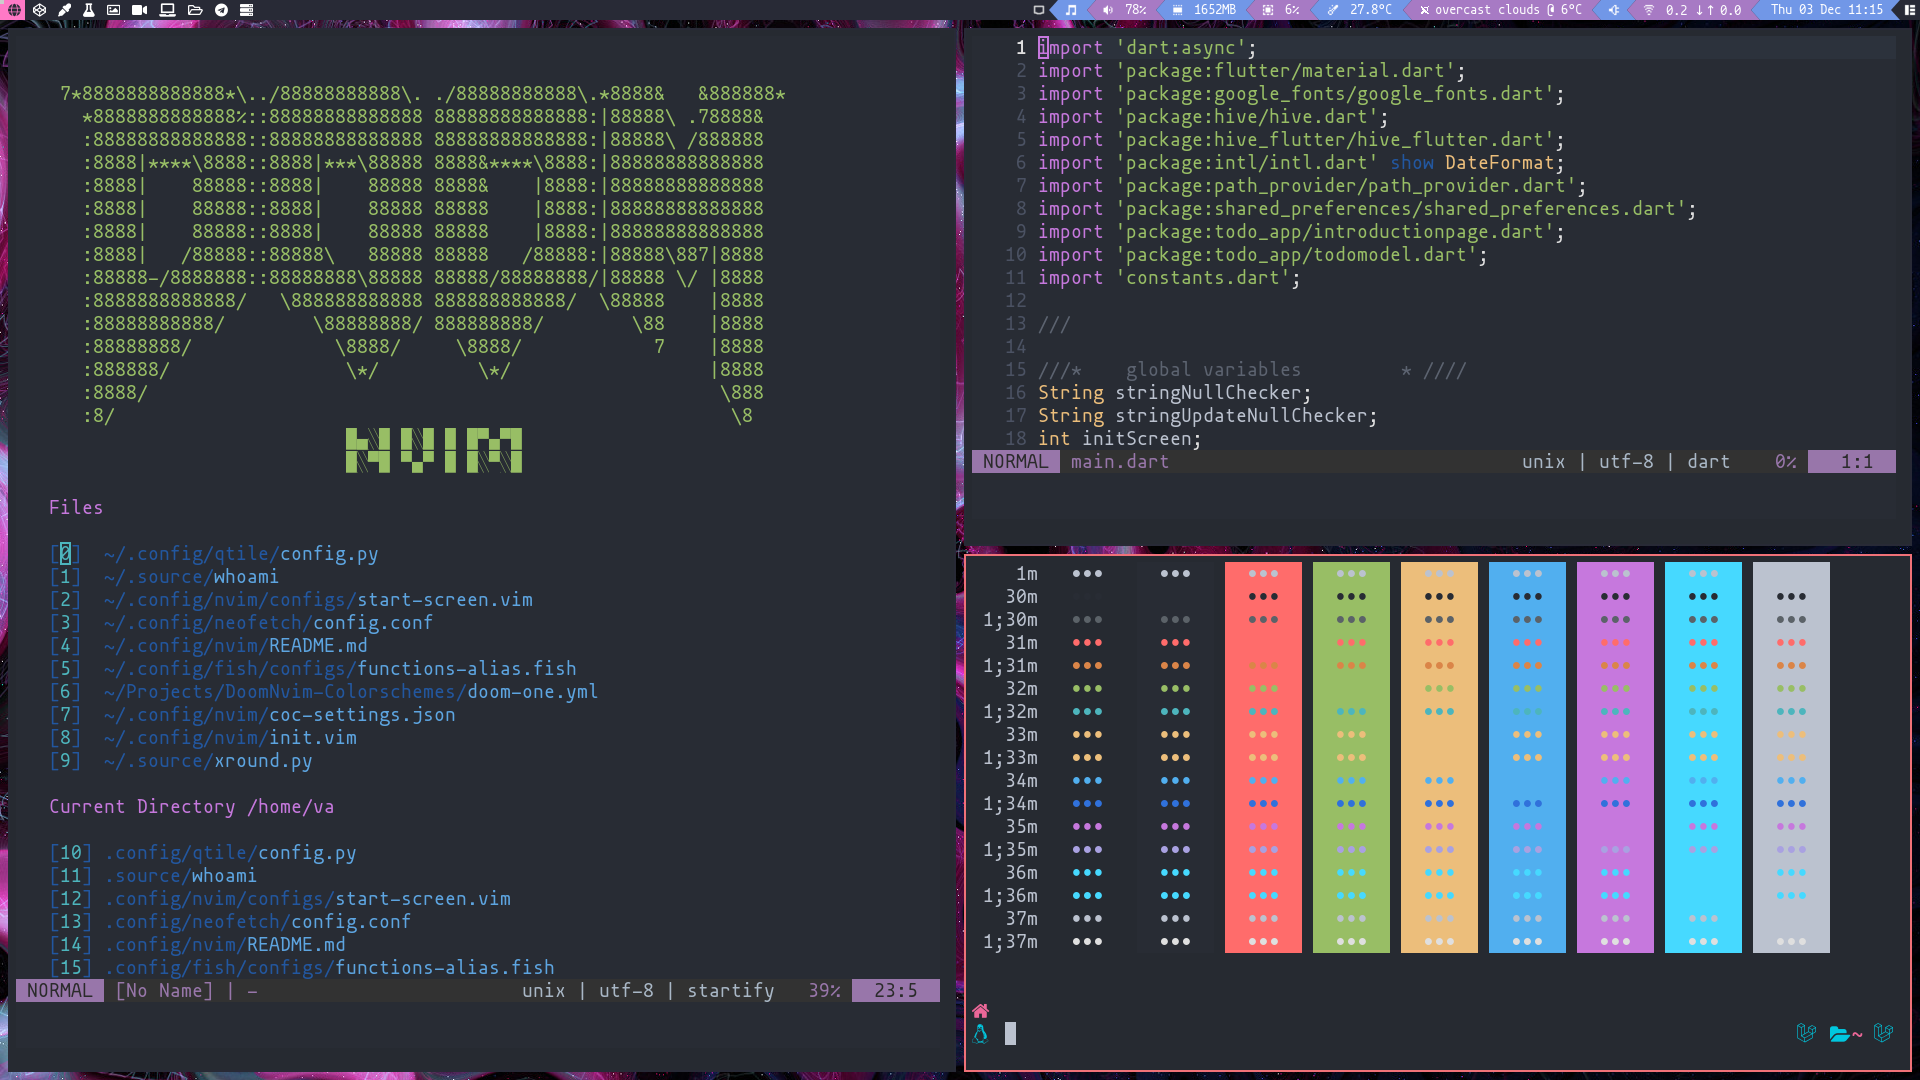 78% 1652MB 6% 27.8°C overcast clouds @ 6°C 0.2 ↓↑ 0.0 Thu 03 Dec 11:15
7*8888888888888*\../88888888888\. ./88888888888\.*8888&   &888888*
  *8888888888888%::88888888888888 88888888888888:|88888\ .78888&
  :88888888888888::88888888888888 88888888888888:|88888\ /888888
  :8888|****\8888::8888|***\88888 8888&****\8888:|88888888888888
  :8888|    88888::8888|    88888 88888&    |8888:|88888888888888
  :8888|    88888::8888|    88888 88888    |8888:|88888888888888
  :8888|    88888::8888|    88888 88888    |8888:|88888888888888
  :8888|   /88888::88888\   88888 88888   /88888:|88888\887|8888
  :88888-/8888888::88888888\88888 88888/88888888/|88888 \/ |8888
  :8888888888888/   \888888888888 888888888888/  \88888    |8888
  :88888888888/        \88888888/ 888888888/        \88    |8888
  :88888888/             \8888/     \8888/            7    |8888
  :888888/                \*/         \*/                  |8888
  :8888/                                                    \888
  :8/                                                        \8
NVIM
Files
[0]  ~/.config/qtile/config.py
[1]  ~/.source/whoami
[2]  ~/.config/nvim/configs/start-screen.vim
[3]  ~/.config/neofetch/config.conf
[4]  ~/.config/nvim/README.md
[5]  ~/.config/fish/configs/functions-alias.fish
[6]  ~/Projects/DoomNvim-Colorschemes/doom-one.yml
[7]  ~/.config/nvim/coc-settings.json
[8]  ~/.config/nvim/init.vim
[9]  ~/.source/xround.py
Current Directory /home/va
[10] .config/qtile/config.py
[11] .source/whoami
[12] .config/nvim/configs/start-screen.vim
[13] .config/neofetch/config.conf
[14] .config/nvim/README.md
[15] .config/fish/configs/functions-alias.fish
NORMAL [No Name] | - unix | utf-8 | startify 39% 23:5
1 import 'dart:async';
2 import 'package:flutter/material.dart';
3 import 'package:google_fonts/google_fonts.dart';
4 import 'package:hive/hive.dart';
5 import 'package:hive_flutter/hive_flutter.dart';
6 import 'package:intl/intl.dart' show DateFormat;
7 import 'package:path_provider/path_provider.dart';
8 import 'package:shared_preferences/shared_preferences.dart';
9 import 'package:todo_app/introductionpage.dart';
10 import 'package:todo_app/todomodel.dart';
11 import 'constants.dart';
12
13 ///
14
15 ///*    global variables         * ////
16 String stringNullChecker;
17 String stringUpdateNullChecker;
18 int initScreen;
NORMAL main.dart unix | utf-8 | dart 0% 1:1
1m ••• ••• ••• ••• ••• ••• ••• •••
30m ••• ••• ••• ••• ••• ••• •••
1;30m ••• ••• ••• ••• ••• ••• ••• ••• •••
31m ••• ••• ••• ••• ••• ••• ••• •••
1;31m ••• ••• ••• ••• ••• ••• ••• ••• •••
32m ••• ••• ••• ••• ••• ••• ••• •••
1;32m ••• ••• ••• ••• ••• ••• ••• ••• •••
33m ••• ••• ••• ••• ••• ••• ••• •••
1;33m ••• ••• ••• ••• ••• ••• ••• •••
34m ••• ••• ••• ••• ••• ••• ••• •••
1;34m ••• ••• ••• ••• ••• ••• ••• ••• •••
35m ••• ••• ••• ••• ••• ••• ••• •••
1;35m ••• ••• ••• ••• ••• ••• ••• ••• •••
36m ••• ••• ••• ••• ••• ••• ••• •••
1;36m ••• ••• ••• ••• ••• ••• ••• •••
37m ••• ••• ••• ••• ••• ••• ••• •••
1;37m ••• ••• ••• ••• ••• ••• ••• ••• •••
~